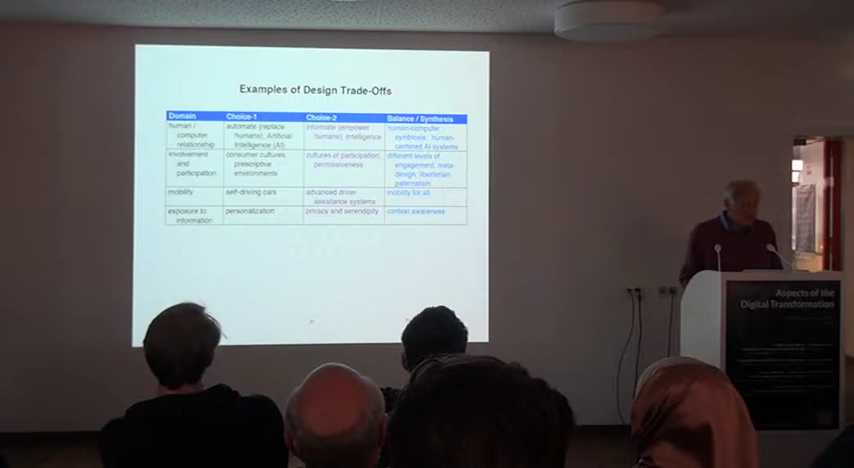 Examples of Design Trade-Offs
Domain Choice-1 Choice-2 Balance / Synthesis
human / automate (replace informate (empower human-computer
computer humans); Artificial humans); Intelligence symbiosis; human-
relationship Intelligence (AI) centered AI systems
involvement consumer cultures, cultures of participation; different levels of
and prescriptive permissiveness engagement, meta-
participation environments design; libertarian
paternalism
mobility self-driving cars advanced driver mobility for all
assistance systems
exposure to personalization privacy and serendipity context awareness
information
Aspects of the
Digital Transformation